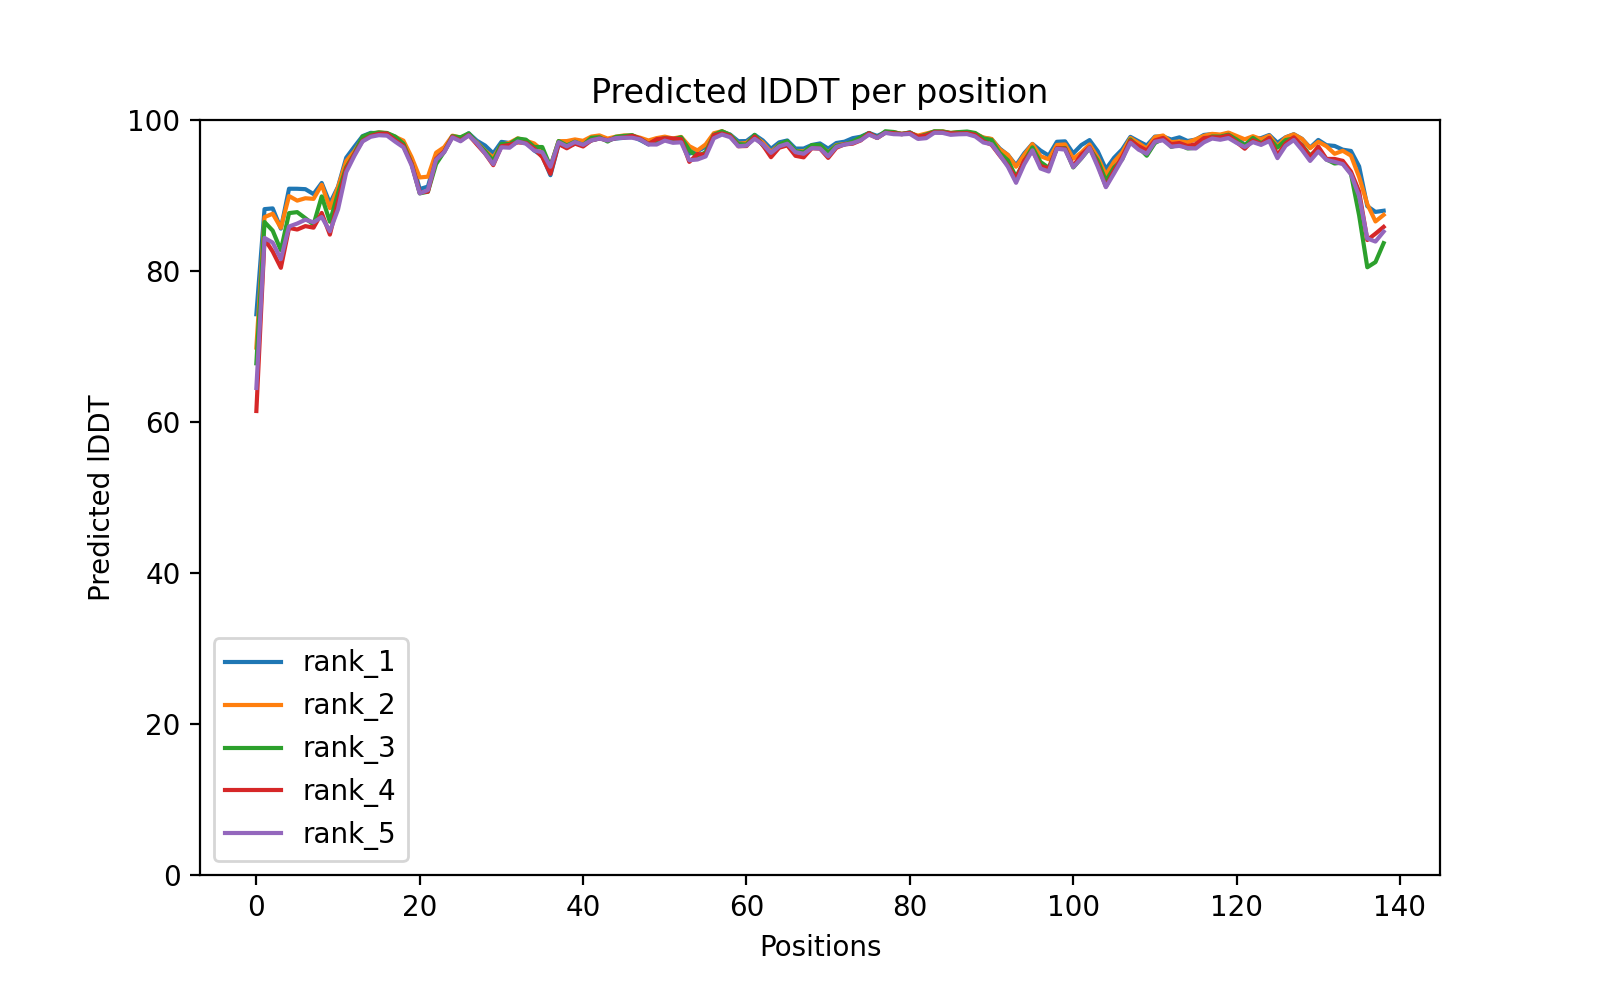 Predicted lDDT per position
100
80
60
40
20
0
Predicted lDDT
rank_1
rank_2
rank_3
rank_4
rank_5
0 20 40 60 80 100 120 140
Positions